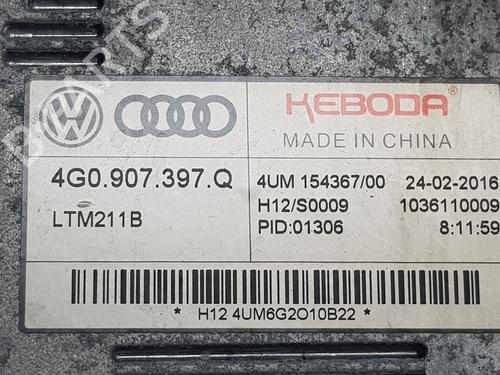 KEBODA®
MADE IN CHINA
4G0.907.397.Q
LTM211B
4UM 154367/00 24-02-2016
H12/S0009 1036110009
PID:01306 8:11:59
* H12 4UM6G2O10B22 *